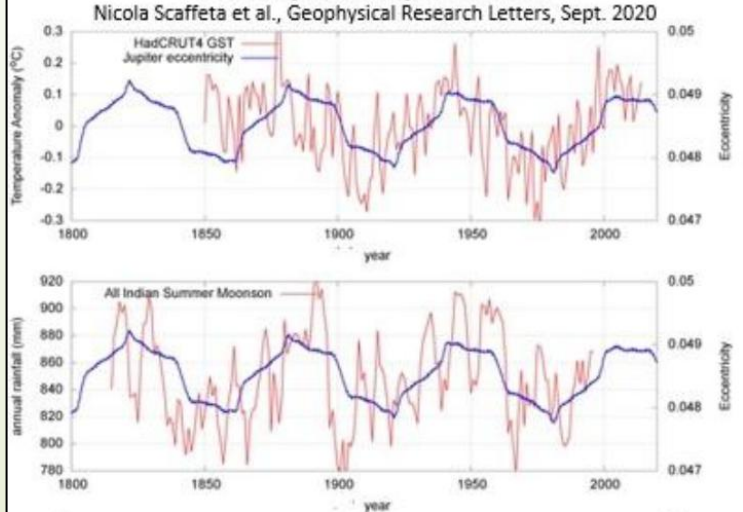 Nicola Scaffeta et al., Geophysical Research Letters, Sept. 2020
0.3
0.2
0.1
0
-0.1
-0.2
-0.3
Temperature Anomaly (°C)
HadCRUT4 GST
Jupiter eccentricity
0.05
0.049
0.048
0.047
Eccentricity
1800 1850 1900 1950 2000
year
920
900
880
860
840
820
800
780
annual rainfall (mm)
All Indian Summer Moonson
0.05
0.049
0.048
0.047
Eccentricity
1800 1850 1900 1950 2000
year